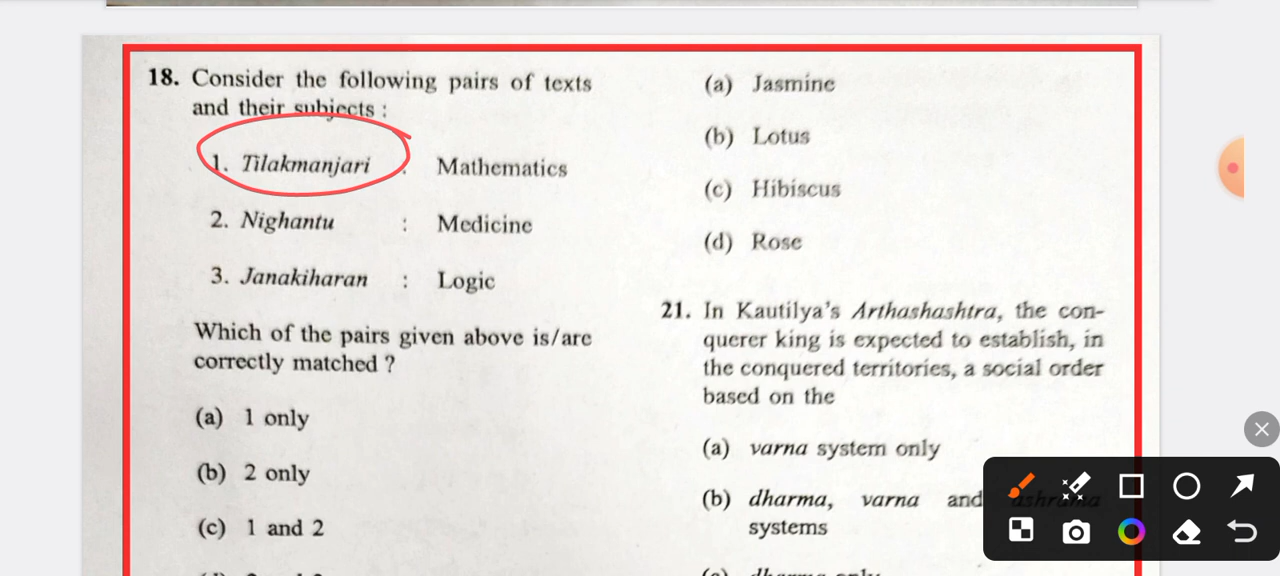 18. Consider the following pairs of texts
and their subjects :
1. Tilakmanjari : Mathematics
2. Nighantu : Medicine
3. Janakiharan : Logic
Which of the pairs given above is/are
correctly matched ?
(a) 1 only
(b) 2 only
(c) 1 and 2
(a) Jasmine
(b) Lotus
(c) Hibiscus
(d) Rose
21. In Kautilya's Arthashashtra, the con-
querer king is expected to establish, in
the conquered territories, a social order
based on the
(a) varna system only
(b) dharma, varna and ashrama
systems